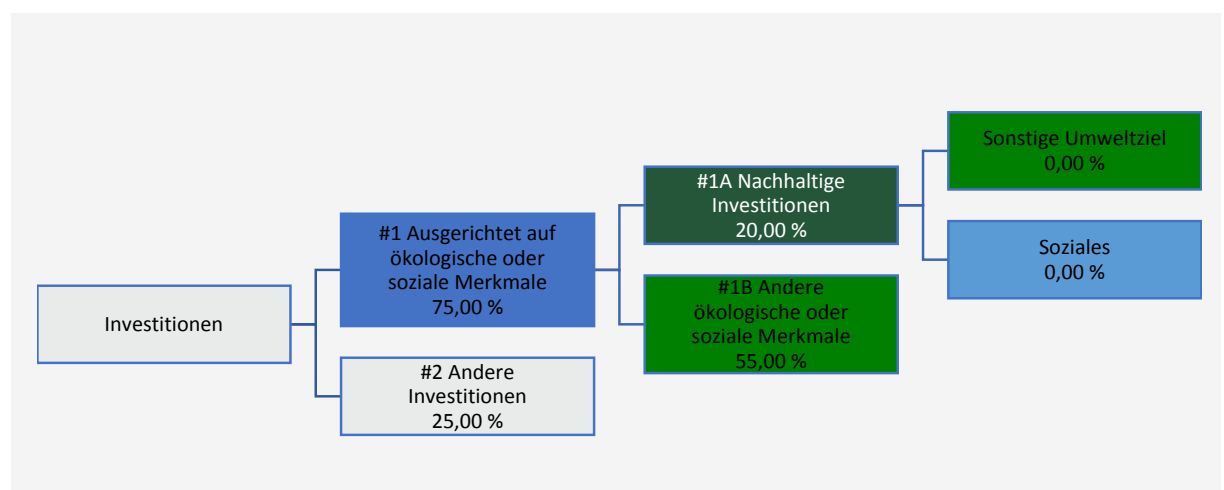 Investitionen
#1 Ausgerichtet auf
ökologische oder
soziale Merkmale
75,00 %
#2 Andere
Investitionen
25,00 %
#1A Nachhaltige
Investitionen
20,00 %
#1B Andere
ökologische oder
soziale Merkmale
55,00 %
Sonstige Umweltziel
0,00 %
Soziales
0,00 %